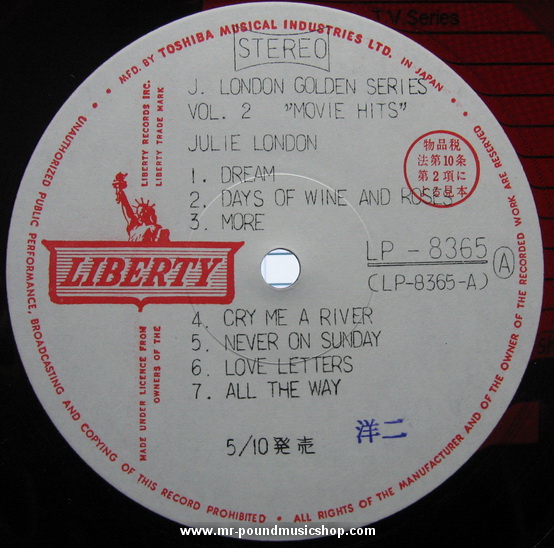 T.V. Series
MFD. BY TOSHIBA MUSICAL INDUSTRIES LTD. IN JAPAN
STEREO
J. LONDON GOLDEN SERIES
VOL. 2 "MOVIE HITS"
JULIE LONDON
1. DREAM
2. DAYS OF WINE AND ROSES
3. MORE
LIBERTY RECORDS INC.
LIBERTY TRADE MARK
物品税
法第10条
第2項に
よる見本
LP-8365
(LP-8365-A)
A
LIBERTY
4. CRY ME A RIVER
5. NEVER ON SUNDAY
6. LOVE LETTERS
7. ALL THE WAY
MADE UNDER LICENCE FROM
OWNERS OF THE
5/10発売
洋二
UNAUTHORIZED PUBLIC PERFORMANCE, BROADCASTING AND COPYING OF THIS RECORD PROHIBITED • ALL RIGHTS OF THE MANUFACTURER AND OF THE OWNER OF THE RECORDED WORK ARE RESERVED
www.mr-poundmusicshop.com